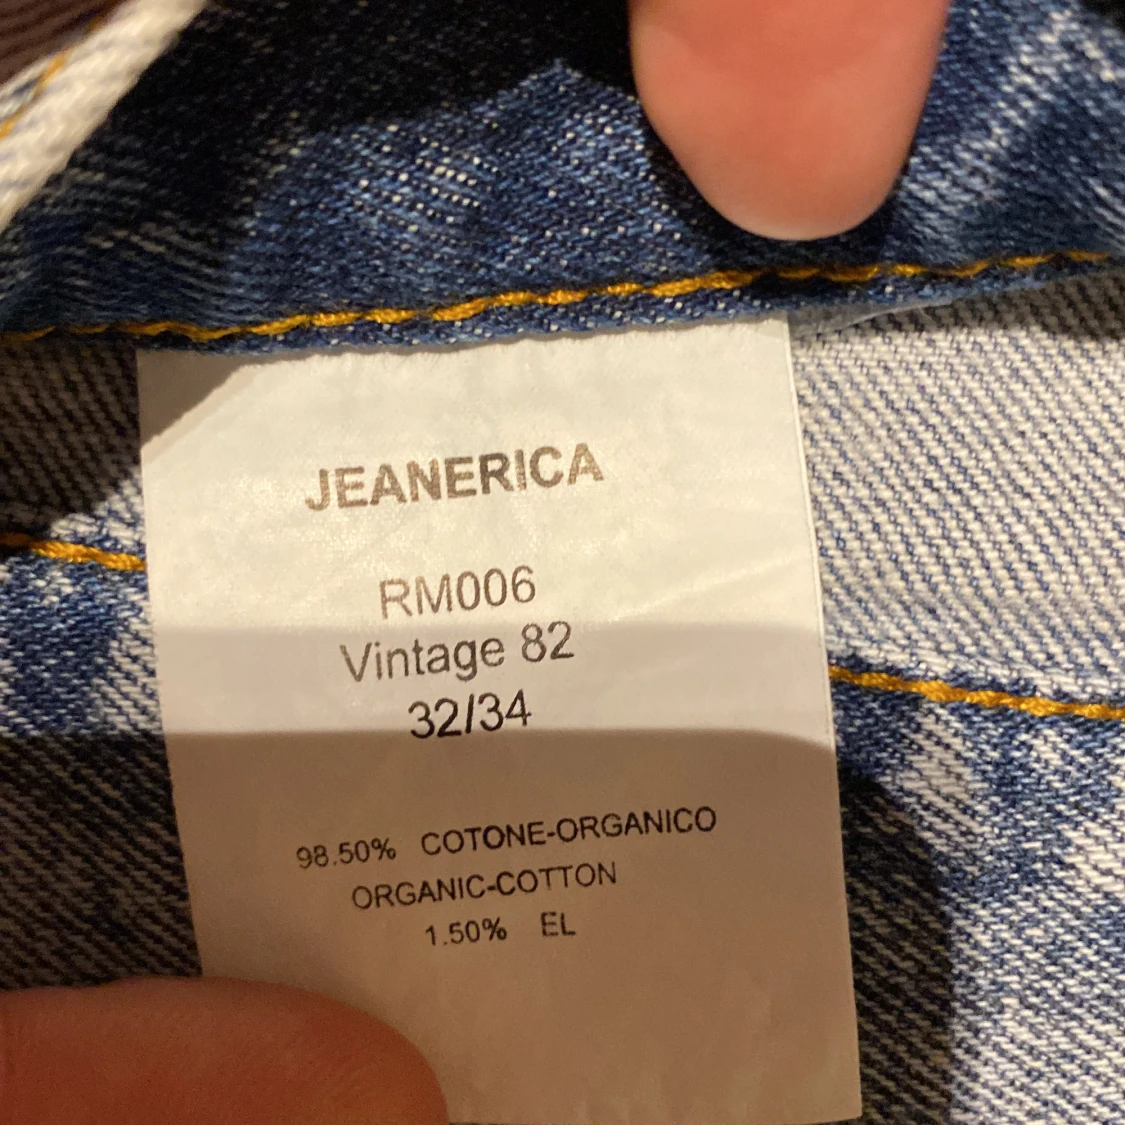 JEANERICA
RM006
Vintage 82
32/34
98.50% COTONE-ORGANICO
ORGANIC-COTTON
1.50% EL